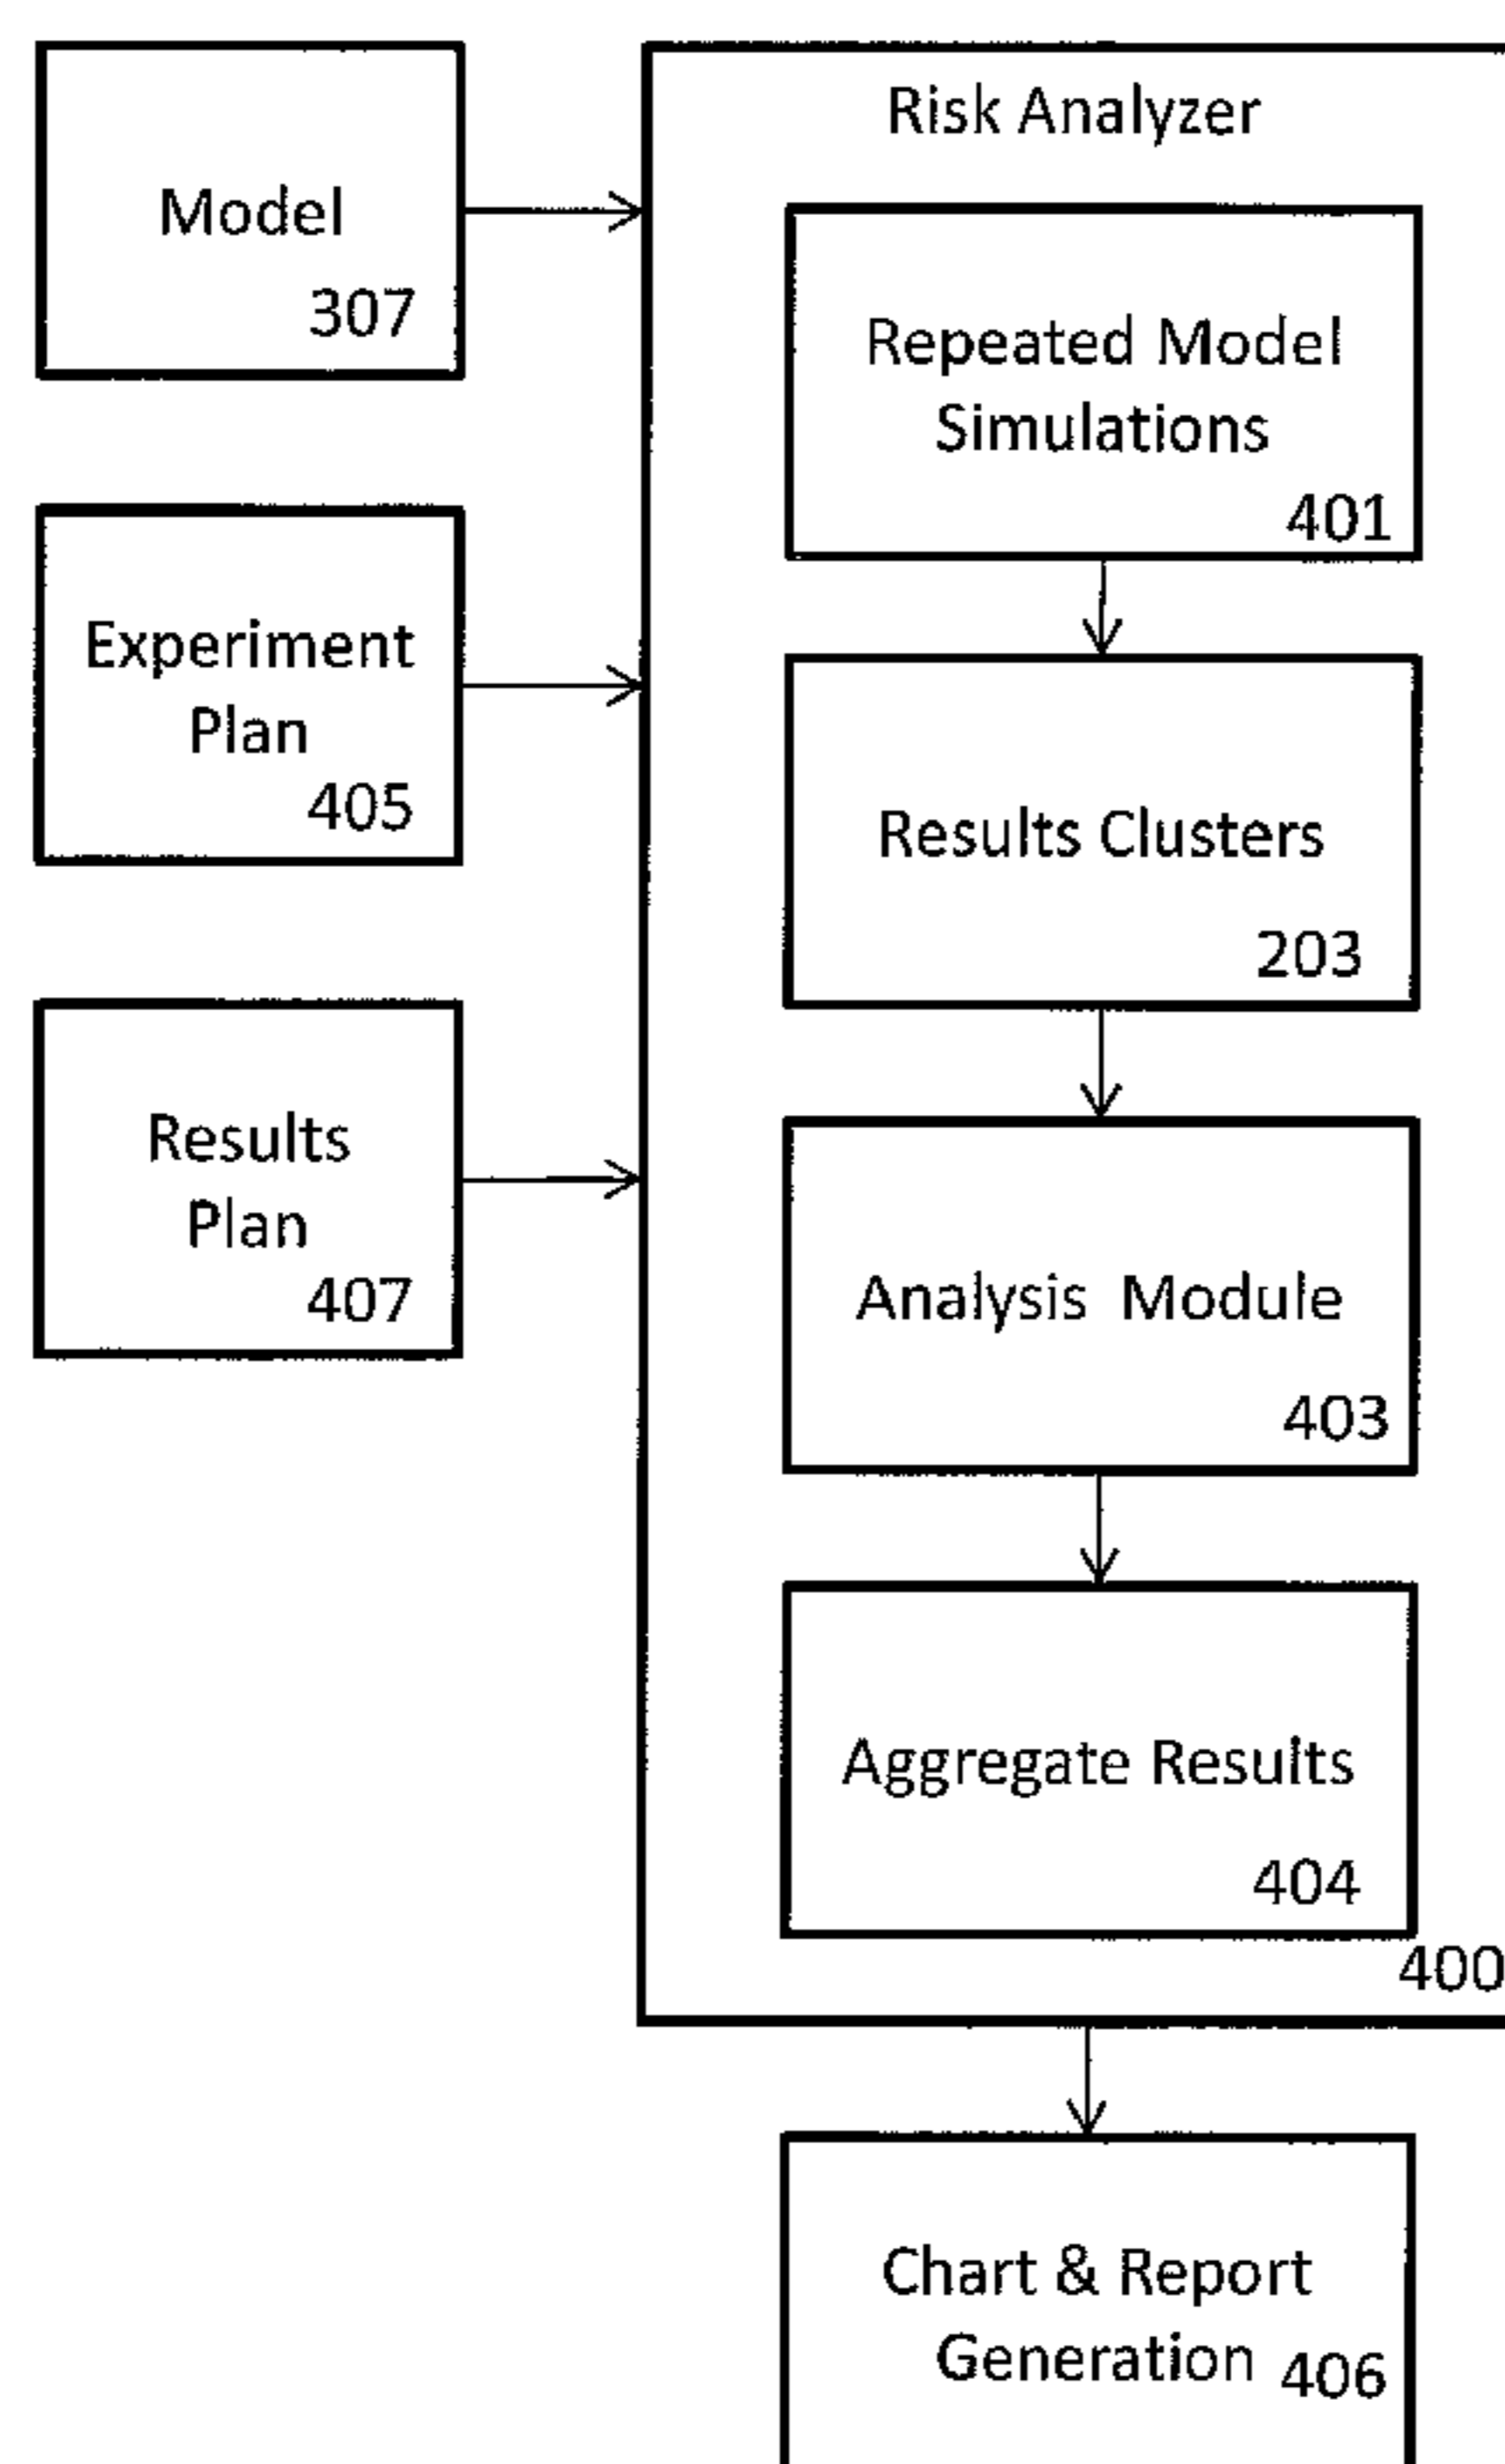 Model
307
Experiment
Plan
405
Results
Plan
407
Risk Analyzer
Repeated Model
Simulations
401
Results Clusters
203
Analysis Module
403
Aggregate Results
404
400
Chart & Report
Generation 406